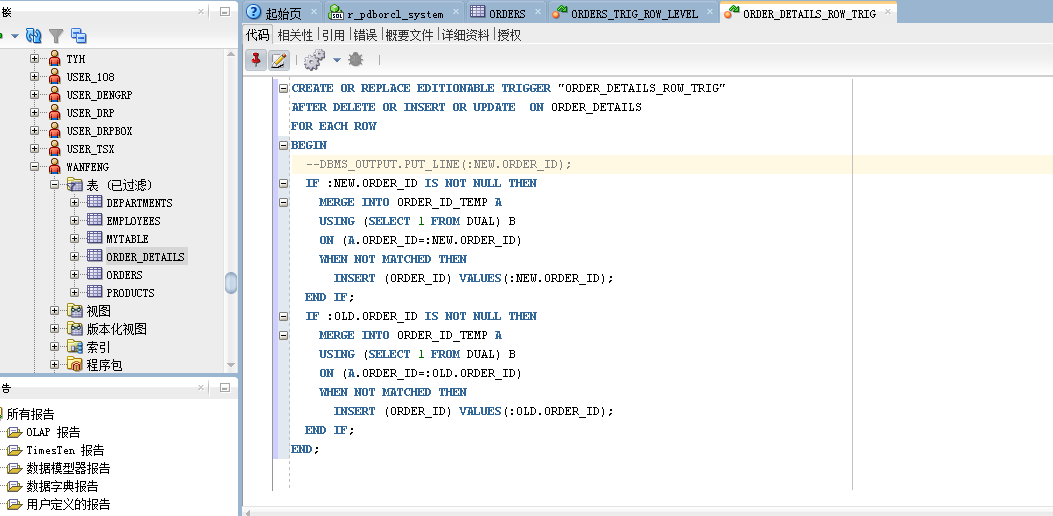 起始页
r_pdborcl_system
ORDERS
ORDERS_TRIG_ROW_LEVEL
ORDER_DETAILS_ROW_TRIG
代码 相关性 引用 错误 概要文件 详细资料 授权
TYH
USER_108
USER_DENGRP
USER_DRP
USER_DRPBOX
USER_TSX
WANFENG
表 (已过滤)
DEPARTMENTS
EMPLOYEES
MYTABLE
ORDER_DETAILS
ORDERS
PRODUCTS
视图
版本化视图
索引
程序包
告
所有报告
OLAP 报告
TimesTen 报告
数据模型器报告
数据字典报告
用户定义的报告
CREATE OR REPLACE EDITIONABLE TRIGGER "ORDER_DETAILS_ROW_TRIG"
AFTER DELETE OR INSERT OR UPDATE  ON ORDER_DETAILS
FOR EACH ROW
BEGIN
  --DBMS_OUTPUT.PUT_LINE(:NEW.ORDER_ID);
  IF :NEW.ORDER_ID IS NOT NULL THEN
    MERGE INTO ORDER_ID_TEMP A
    USING (SELECT 1 FROM DUAL) B
    ON (A.ORDER_ID=:NEW.ORDER_ID)
    WHEN NOT MATCHED THEN
      INSERT (ORDER_ID) VALUES(:NEW.ORDER_ID);
  END IF;
  IF :OLD.ORDER_ID IS NOT NULL THEN
    MERGE INTO ORDER_ID_TEMP A
    USING (SELECT 1 FROM DUAL) B
    ON (A.ORDER_ID=:OLD.ORDER_ID)
    WHEN NOT MATCHED THEN
      INSERT (ORDER_ID) VALUES(:OLD.ORDER_ID);
  END IF;
END;